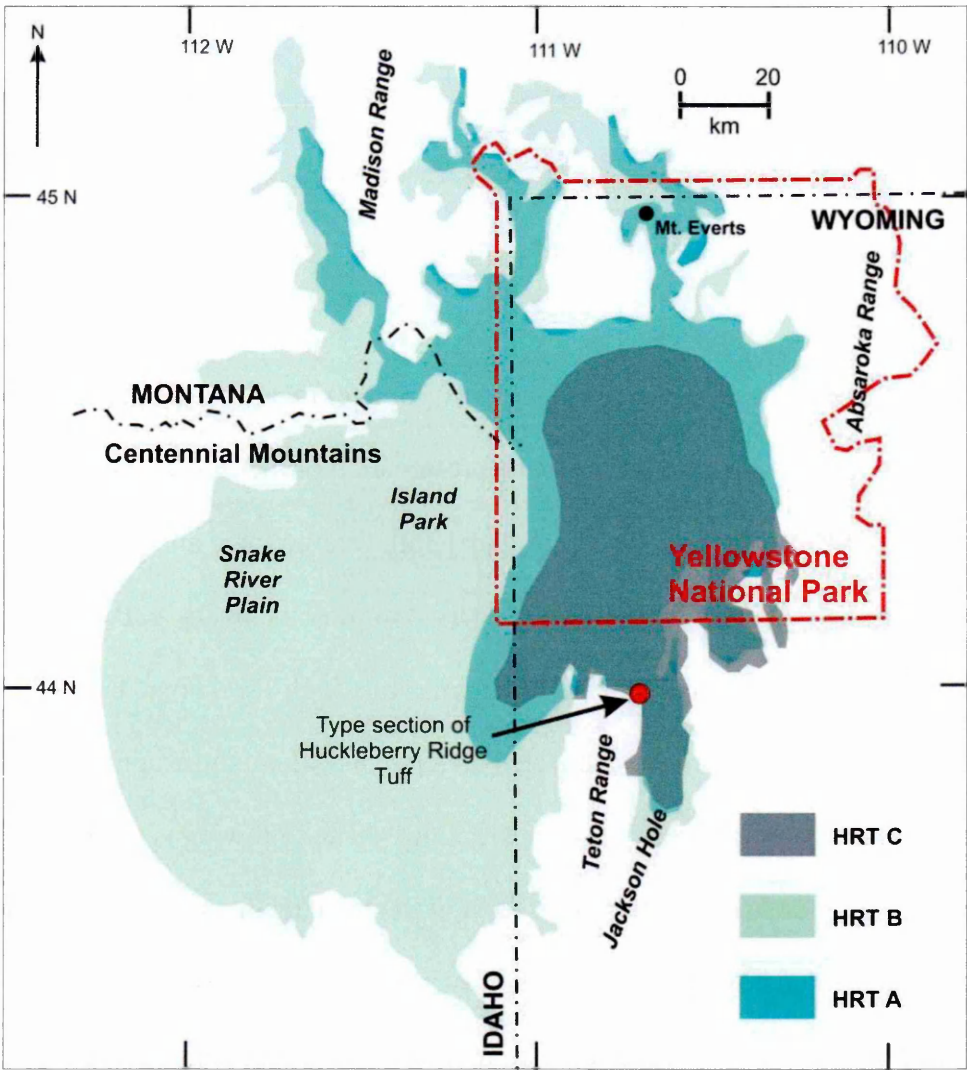 N
112 W
111 W
110 W
0 20
km
Madison Range
45 N
WYOMING
Mt. Everts
Absaroka Range
MONTANA
Centennial Mountains
Island
Park
Snake
River
Plain
Yellowstone
National Park
44 N
Type section of
Huckleberry Ridge
Tuff
Teton Range
Jackson Hole
HRT C
HRT B
HRT A
IDAHO